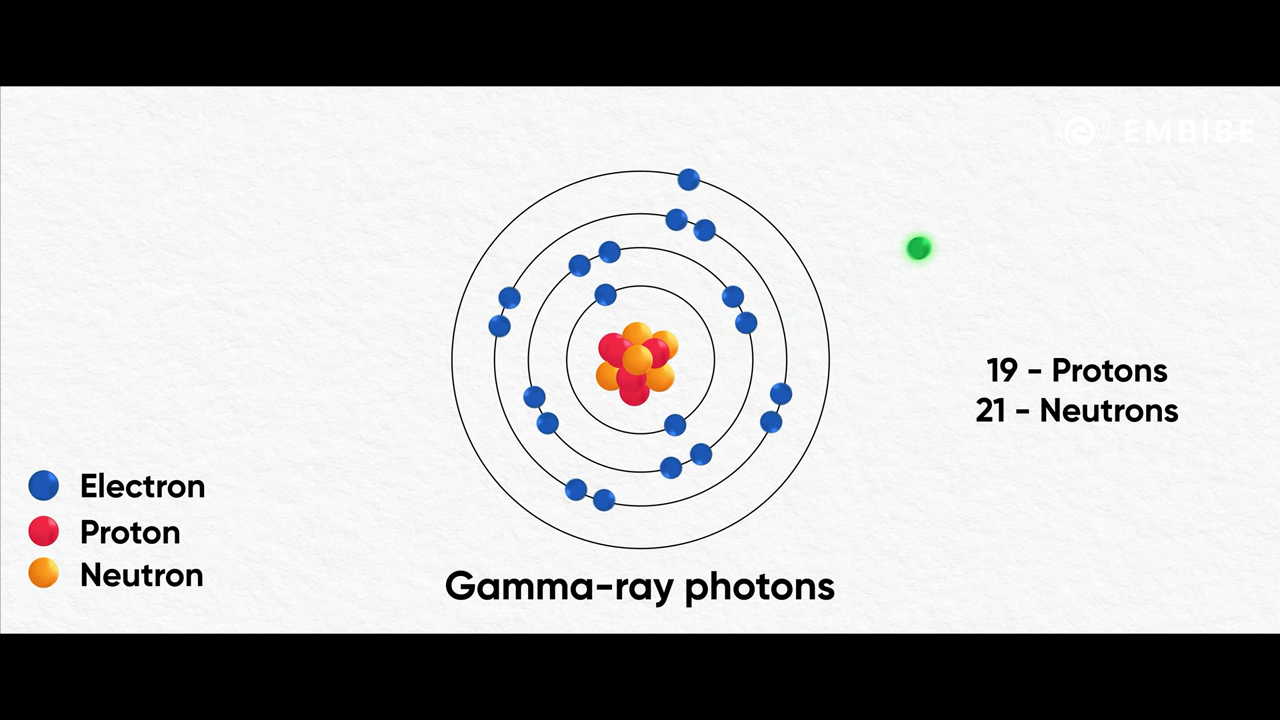 EMBIBE
19 - Protons
21 - Neutrons
Electron
Proton
Neutron
Gamma-ray photons